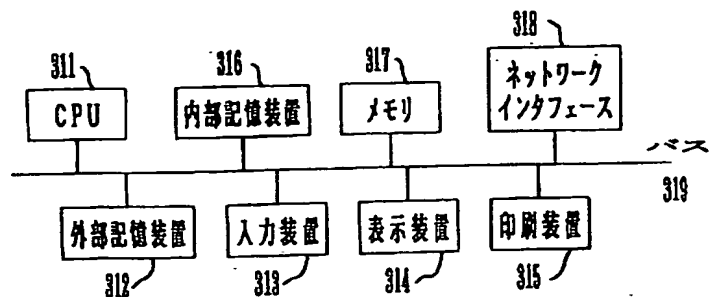 311
CPU
316
内部記憶装置
317
メモリ
318
ネットワーク
インタフェース
バス
319
外部記憶装置
312
入力装置
313
表示装置
314
印刷装置
315